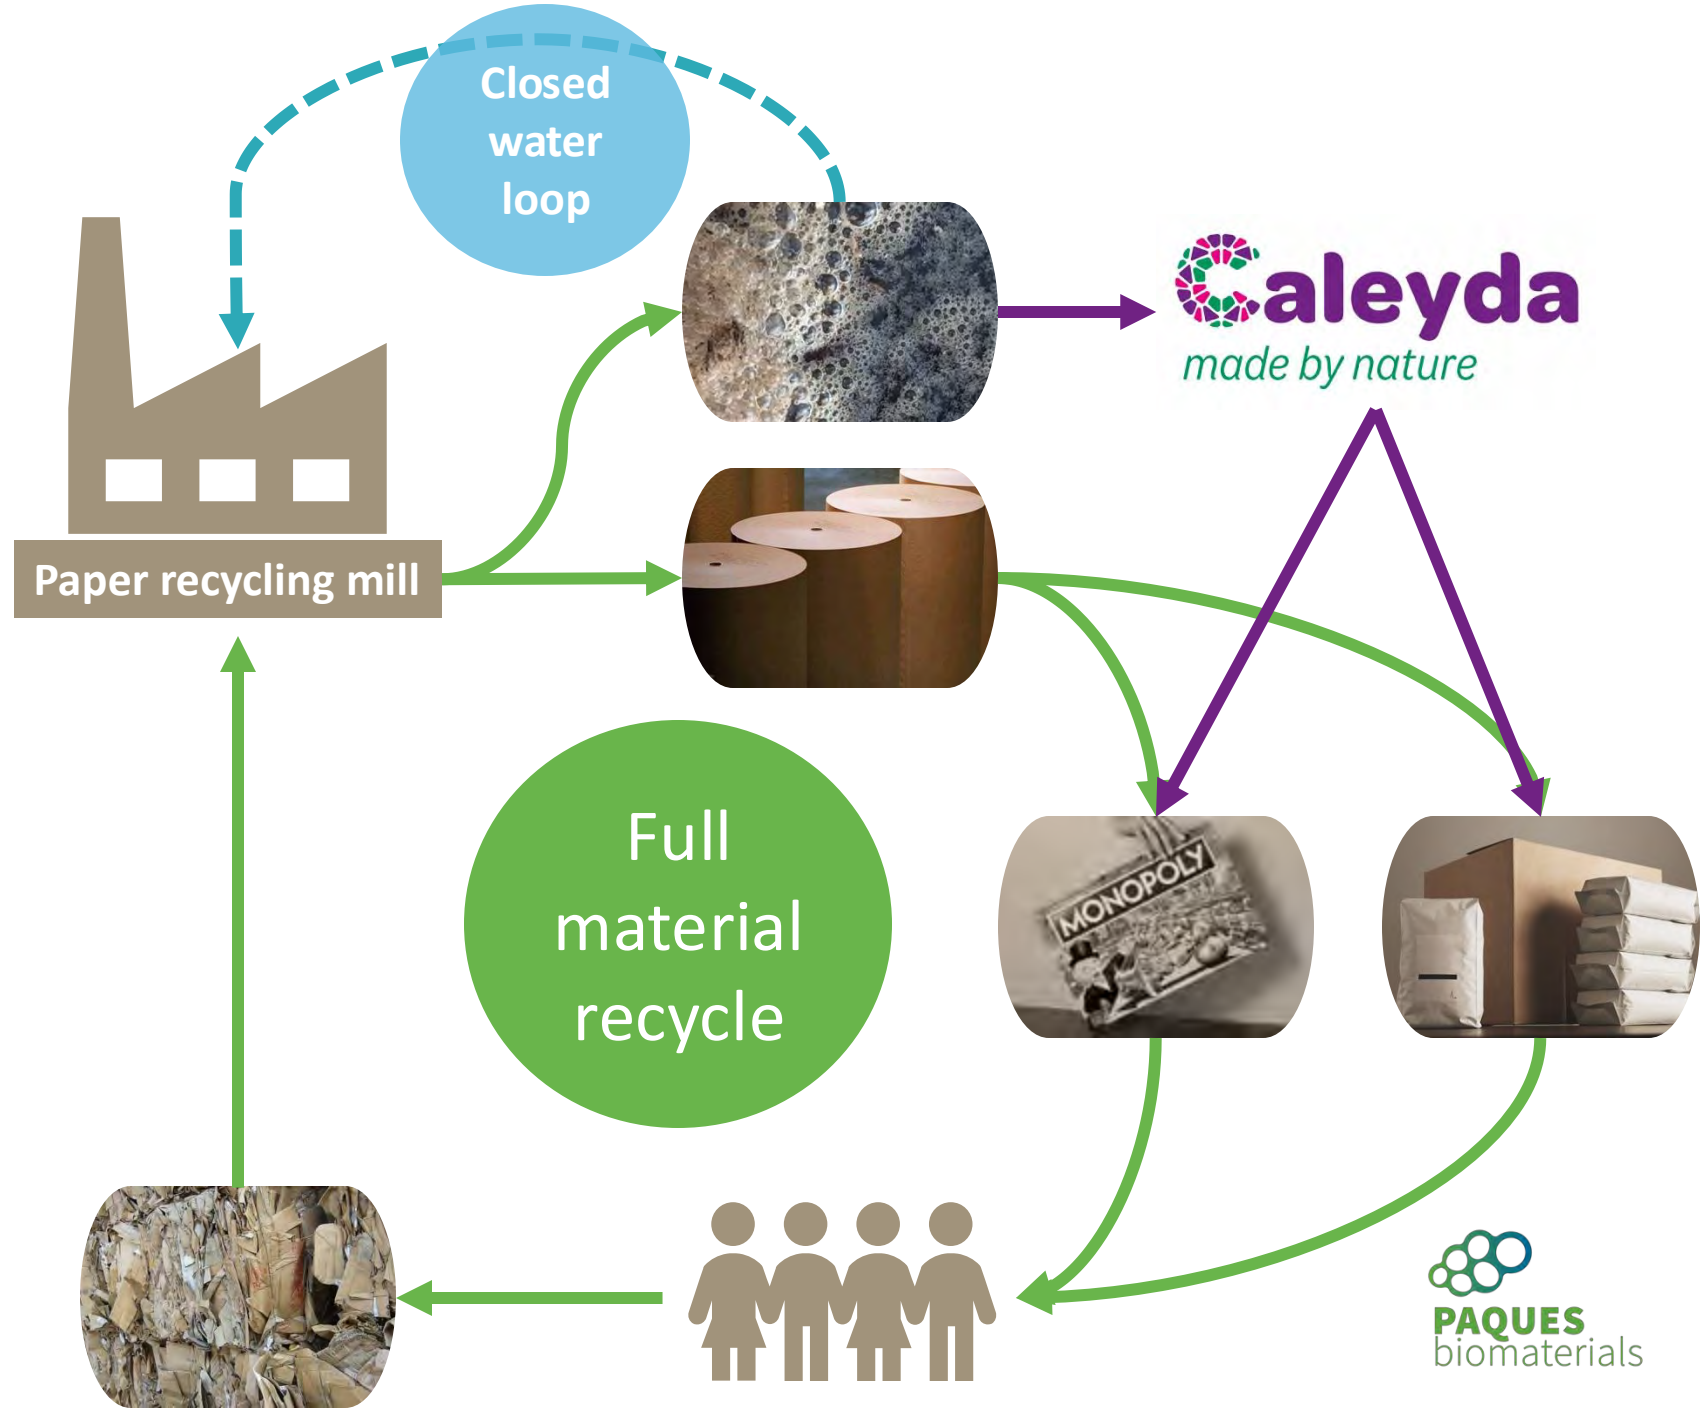 Closed
water
loop
Caleyda
made by nature
Paper recycling mill
Full
material
recycle
MONOPOLY
PAQUES
biomaterials